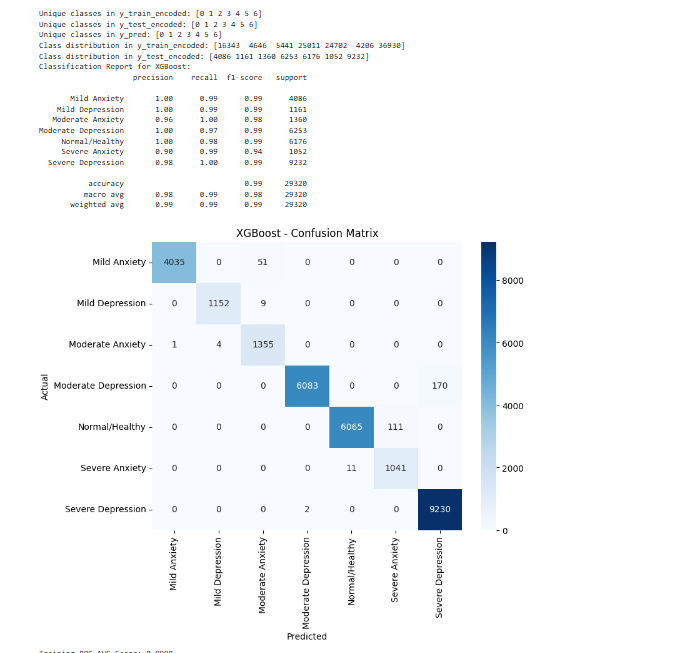 Unique classes in y_train_encoded: [0 1 2 3 4 5 6]
Unique classes in y_test_encoded: [0 1 2 3 4 5 6]
Unique classes in y_pred: [0 1 2 3 4 5 6]
Class distribution in y_train_encoded: [16343 4646 5441 25011 24702 4206 36930]
Class distribution in y_test_encoded: [4086 1161 1360 6253 6176 1052 9232]
Classification Report for XGBoost:
precision recall f1-score support
Mild Anxiety 1.00 0.99 0.99 4086
Mild Depression 1.00 0.99 0.99 1161
Moderate Anxiety 0.96 1.00 0.98 1360
Moderate Depression 1.00 0.97 0.99 6253
Normal/Healthy 1.00 0.98 0.99 6176
Severe Anxiety 0.90 0.99 0.94 1052
Severe Depression 0.98 1.00 0.99 9232
accuracy 0.99 29320
macro avg 0.98 0.99 0.98 29320
weighted avg 0.99 0.99 0.99 29320
XGBoost - Confusion Matrix
Mild Anxiety 4035 0 51 0 0 0 0
Mild Depression 0 1152 9 0 0 0 0
Moderate Anxiety 1 4 1355 0 0 0 0
Moderate Depression 0 0 0 6083 0 0 170
Normal/Healthy 0 0 0 0 6065 111 0
Severe Anxiety 0 0 0 0 11 1041 0
Severe Depression 0 0 0 2 0 0 9230
Actual
Mild Anxiety
Mild Depression
Moderate Anxiety
Moderate Depression
Normal/Healthy
Severe Anxiety
Severe Depression
Predicted
8000
6000
4000
2000
0